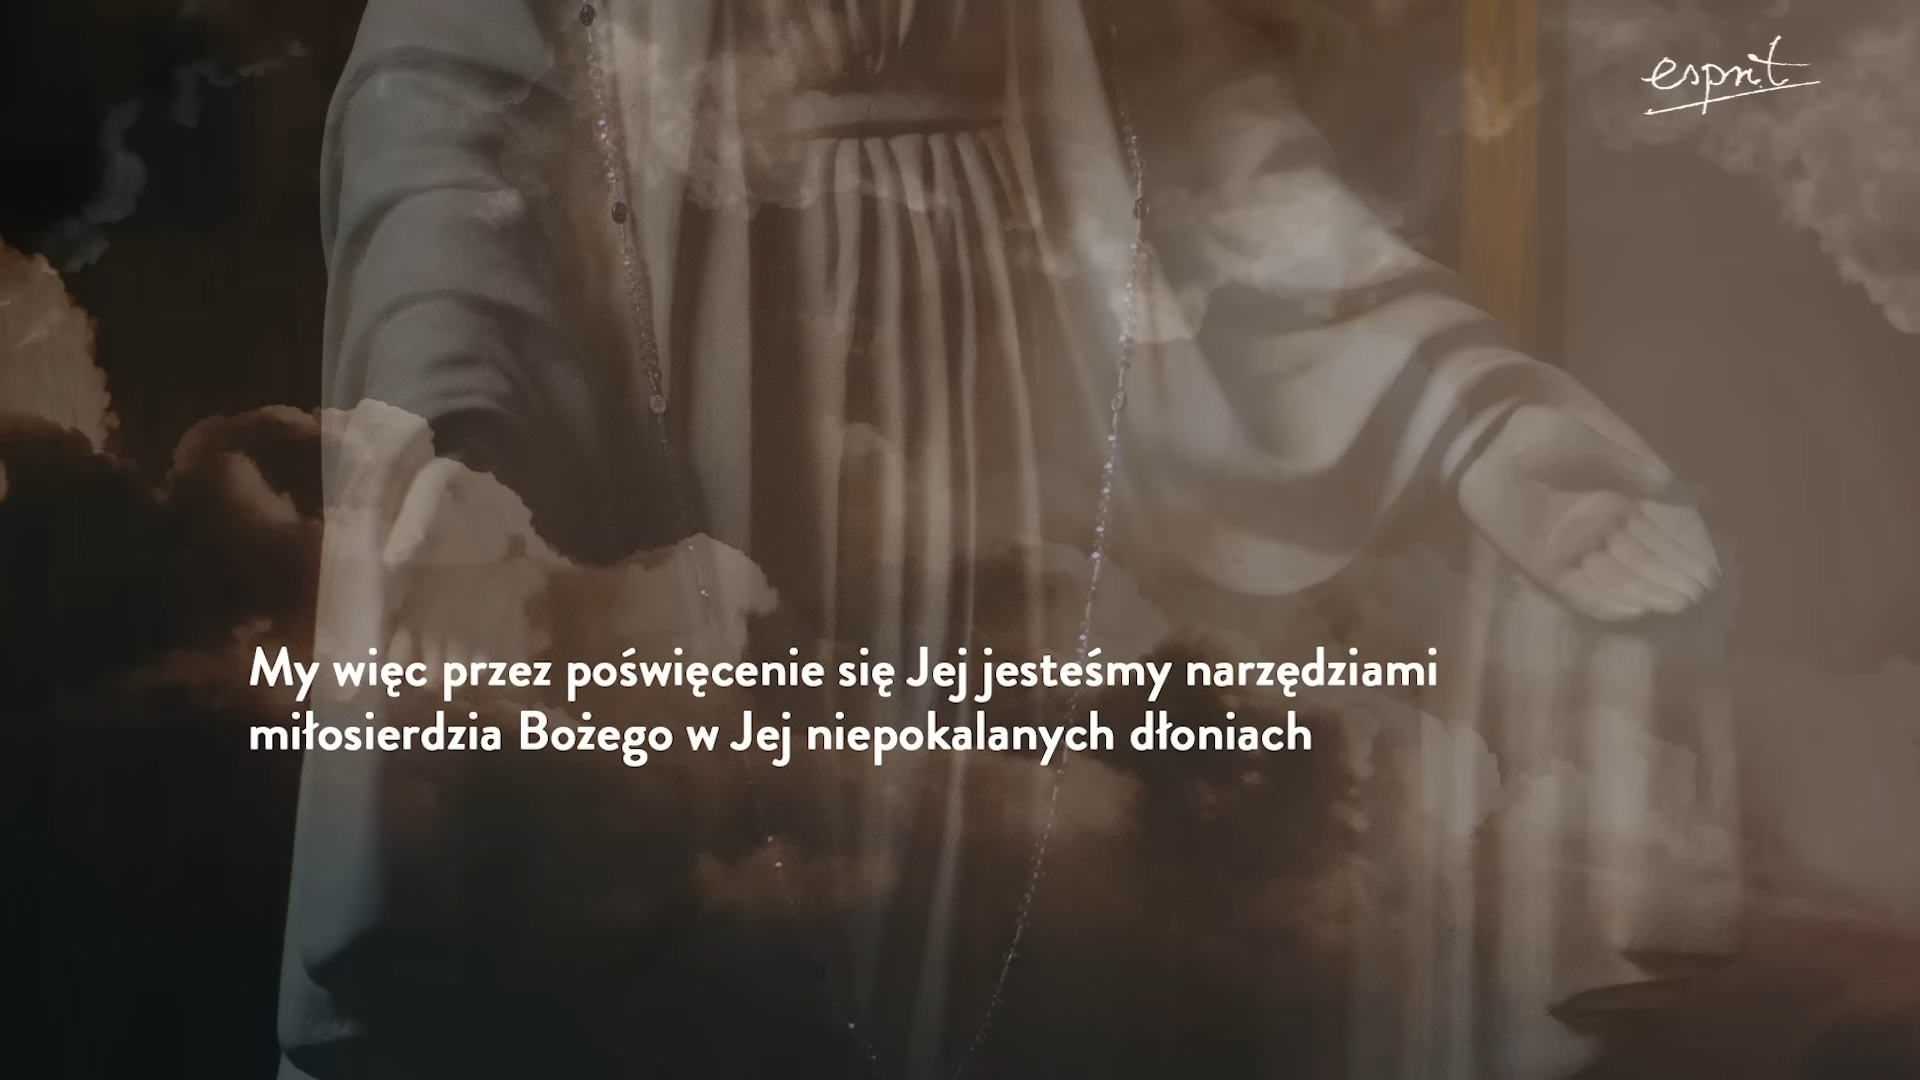 esprit
My więc przez poświęcenie się Jej jesteśmy narzędziami
miłosierdzia Bożego w Jej niepokalanych dłoniach